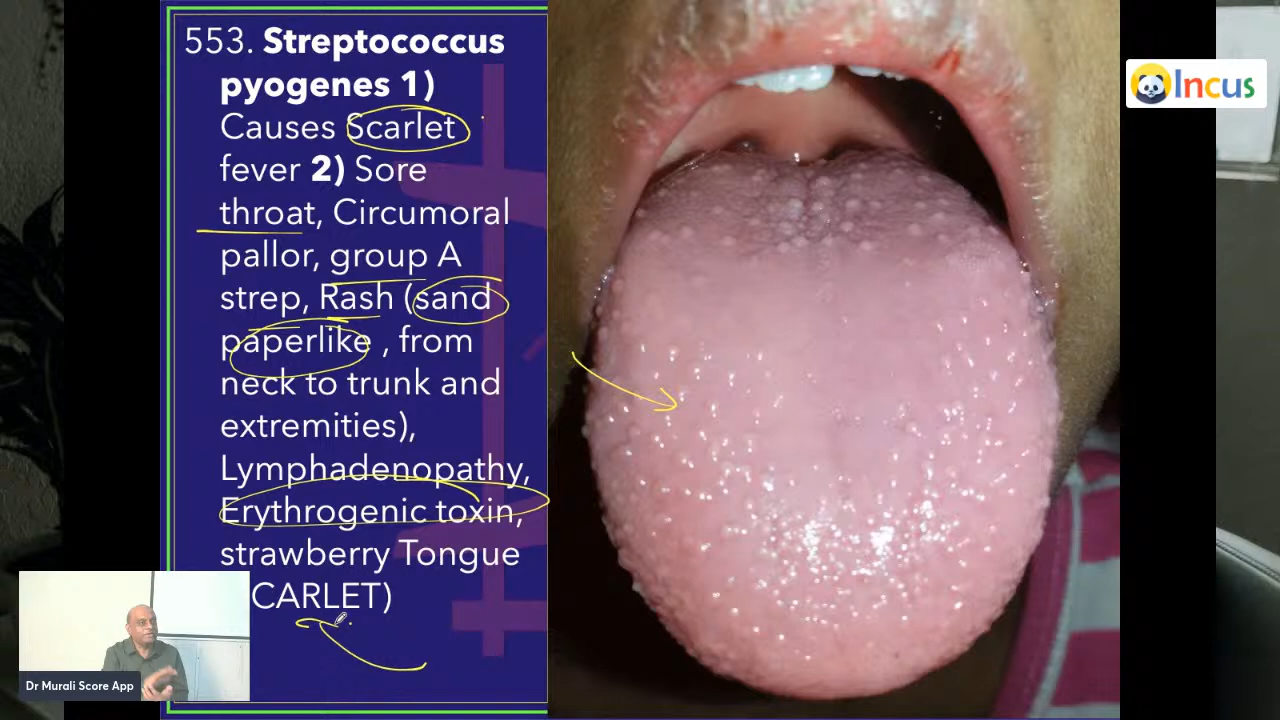 553. Streptococcus
pyogenes 1)
Causes Scarlet
fever 2) Sore
throat, Circumoral
pallor, group A
strep, Rash (sand
paperlike , from
neck to trunk and
extremities),
Lymphadenopathy,
Erythrogenic toxin,
strawberry Tongue
CARLET)
Incus
Dr Murali Score App